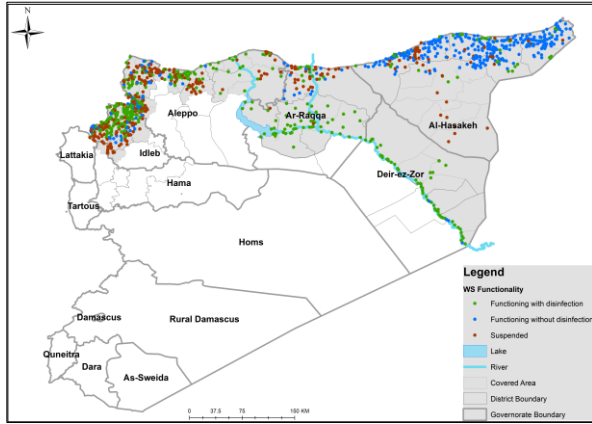 N
Aleppo
Ar-Raqqa
Al-Hasakeh
Lattakia
Idleb
Hama
Deir-ez-Zor
Tartous
Homs
Damascus
Rural Damascus
Quneitra
Dara
As-Sweida
Legend
WS Functionality
Functioning with disinfection
Functioning without disinfection
Suspended
Lake
River
Covered Area
District Boundary
Governorate Boundary
0 37.5 75 150 KM